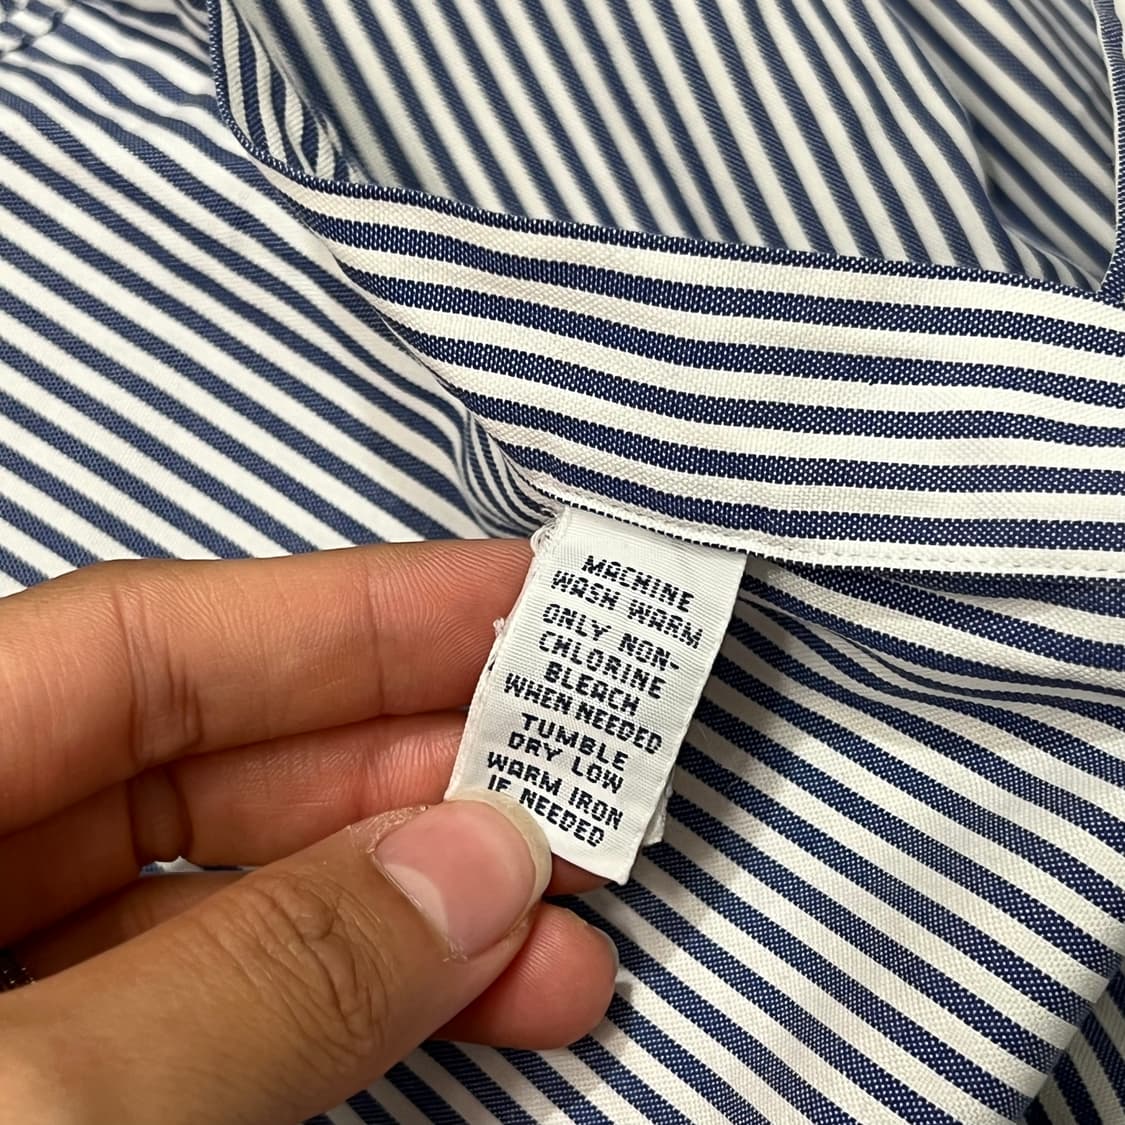 MACHINE
WASH WARM
ONLY NON-
CHLORINE
BLEACH
WHEN NEEDED
TUMBLE
DRY LOW
WARM IRON
IF NEEDED